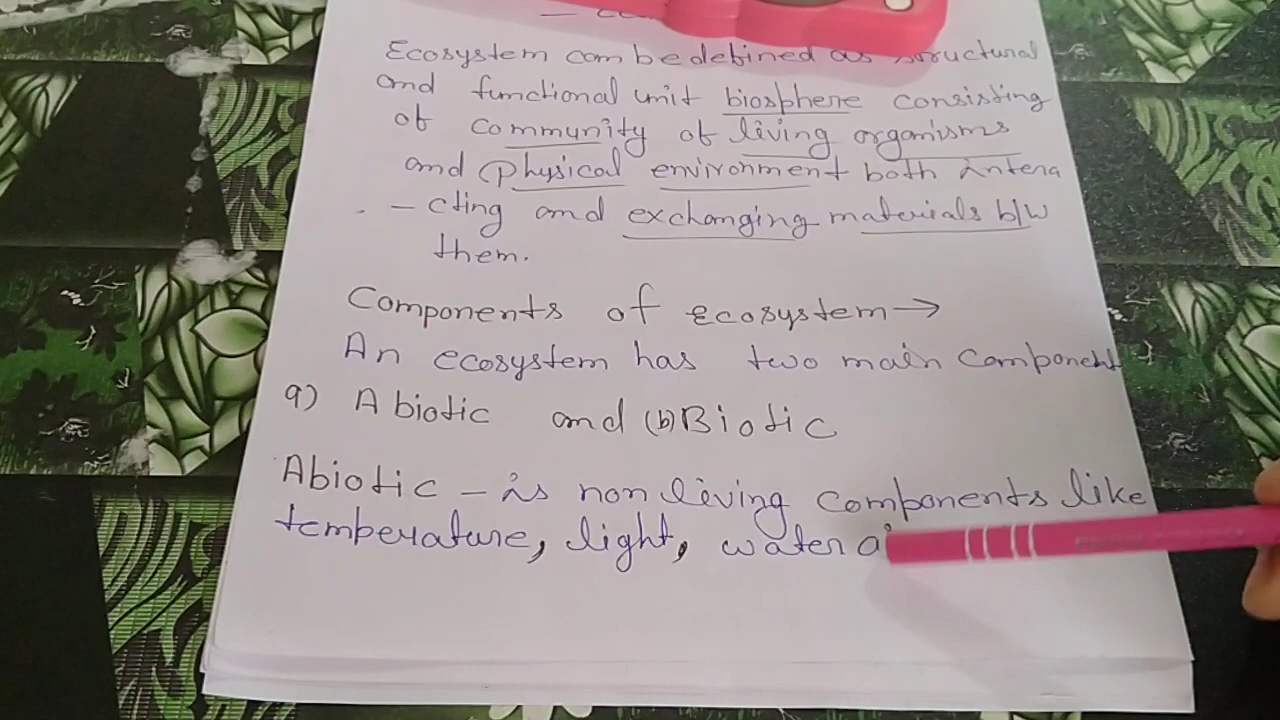 Ecosystem can be defined as structural
and functional unit biosphere consisting
of community of living organisms
and physical environment both intera
- cting and exchanging materials b/w
them.
Components of ecosystem→
An ecosystem has two main component
a) Abiotic and (b) Biotic
Abiotic - is non living components like
temperature, light, water